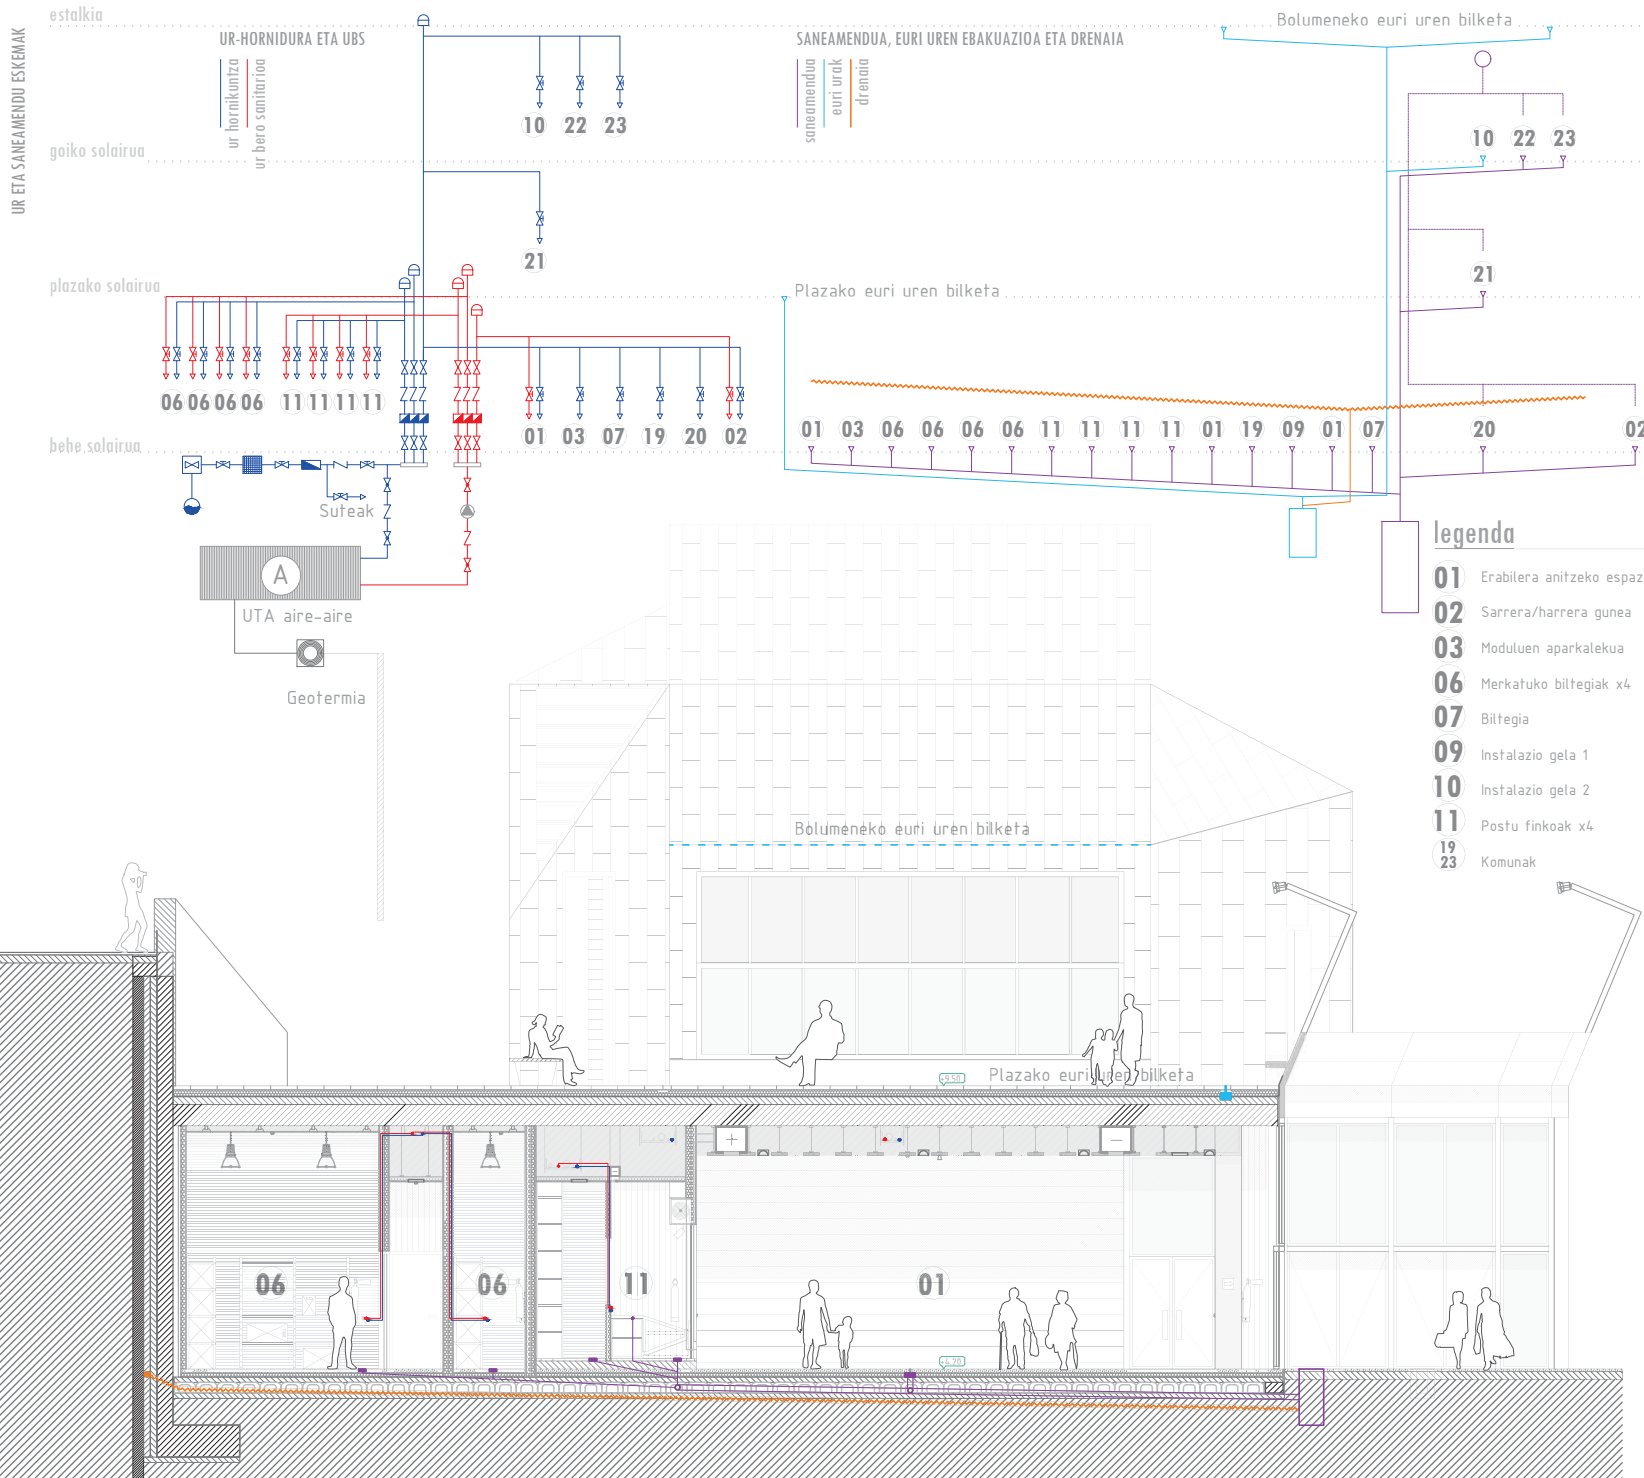 UR ETA SANEAMENDU ESKEMAK
estalkia
UR-HORNIDURA ETA UBS
ur hornikuntza
ur bero sanitarioa
10 22 23
goiko solairua
21
plazako solairua
06 06 06 06 11 11 11 11
01 03 07 19 20 02
behe solairua
Suteak
A
UTA aire-aire
Geotermia
SANEAMENDUA, EURI UREN EBAKUAZIOA ETA DRENAIA
saneamendua
euri urak
drenaia
Bolumeneko euri uren bilketa
10 22 23
21
Plazako euri uren bilketa
01 03 06 06 06 06 11 11 11 11 01 19 09 01 07 20 02
legenda
01 Erabilera anitzeko espaz
02 Sarrera/harrera gunea
03 Moduluen aparkalekua
06 Merkatuko biltegiak x4
07 Biltegia
09 Instalazio gela 1
10 Instalazio gela 2
11 Postu finkoak x4
19
23 Komunak
Bolumeneko euri uren bilketa
+9.50
Plazako euri uren bilketa
06
06
11
01
+4.20